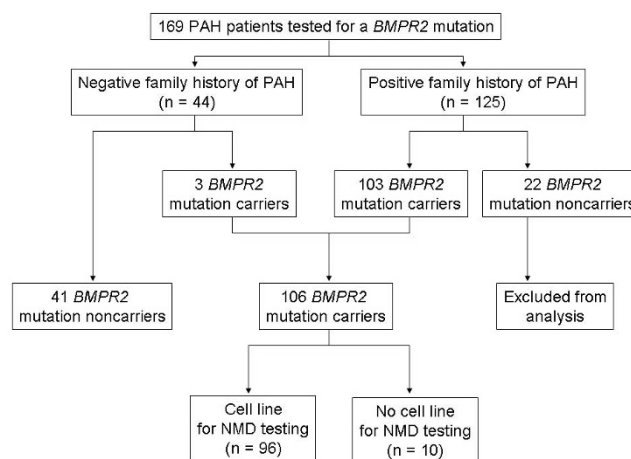 169 PAH patients tested for a BMPR2 mutation
Negative family history of PAH
(n = 44)
Positive family history of PAH
(n = 125)
3 BMPR2
mutation carriers
103 BMPR2
mutation carriers
22 BMPR2
mutation noncarriers
41 BMPR2
mutation noncarriers
106 BMPR2
mutation carriers
Excluded from
analysis
Cell line
for NMD testing
(n = 96)
No cell line
for NMD testing
(n = 10)